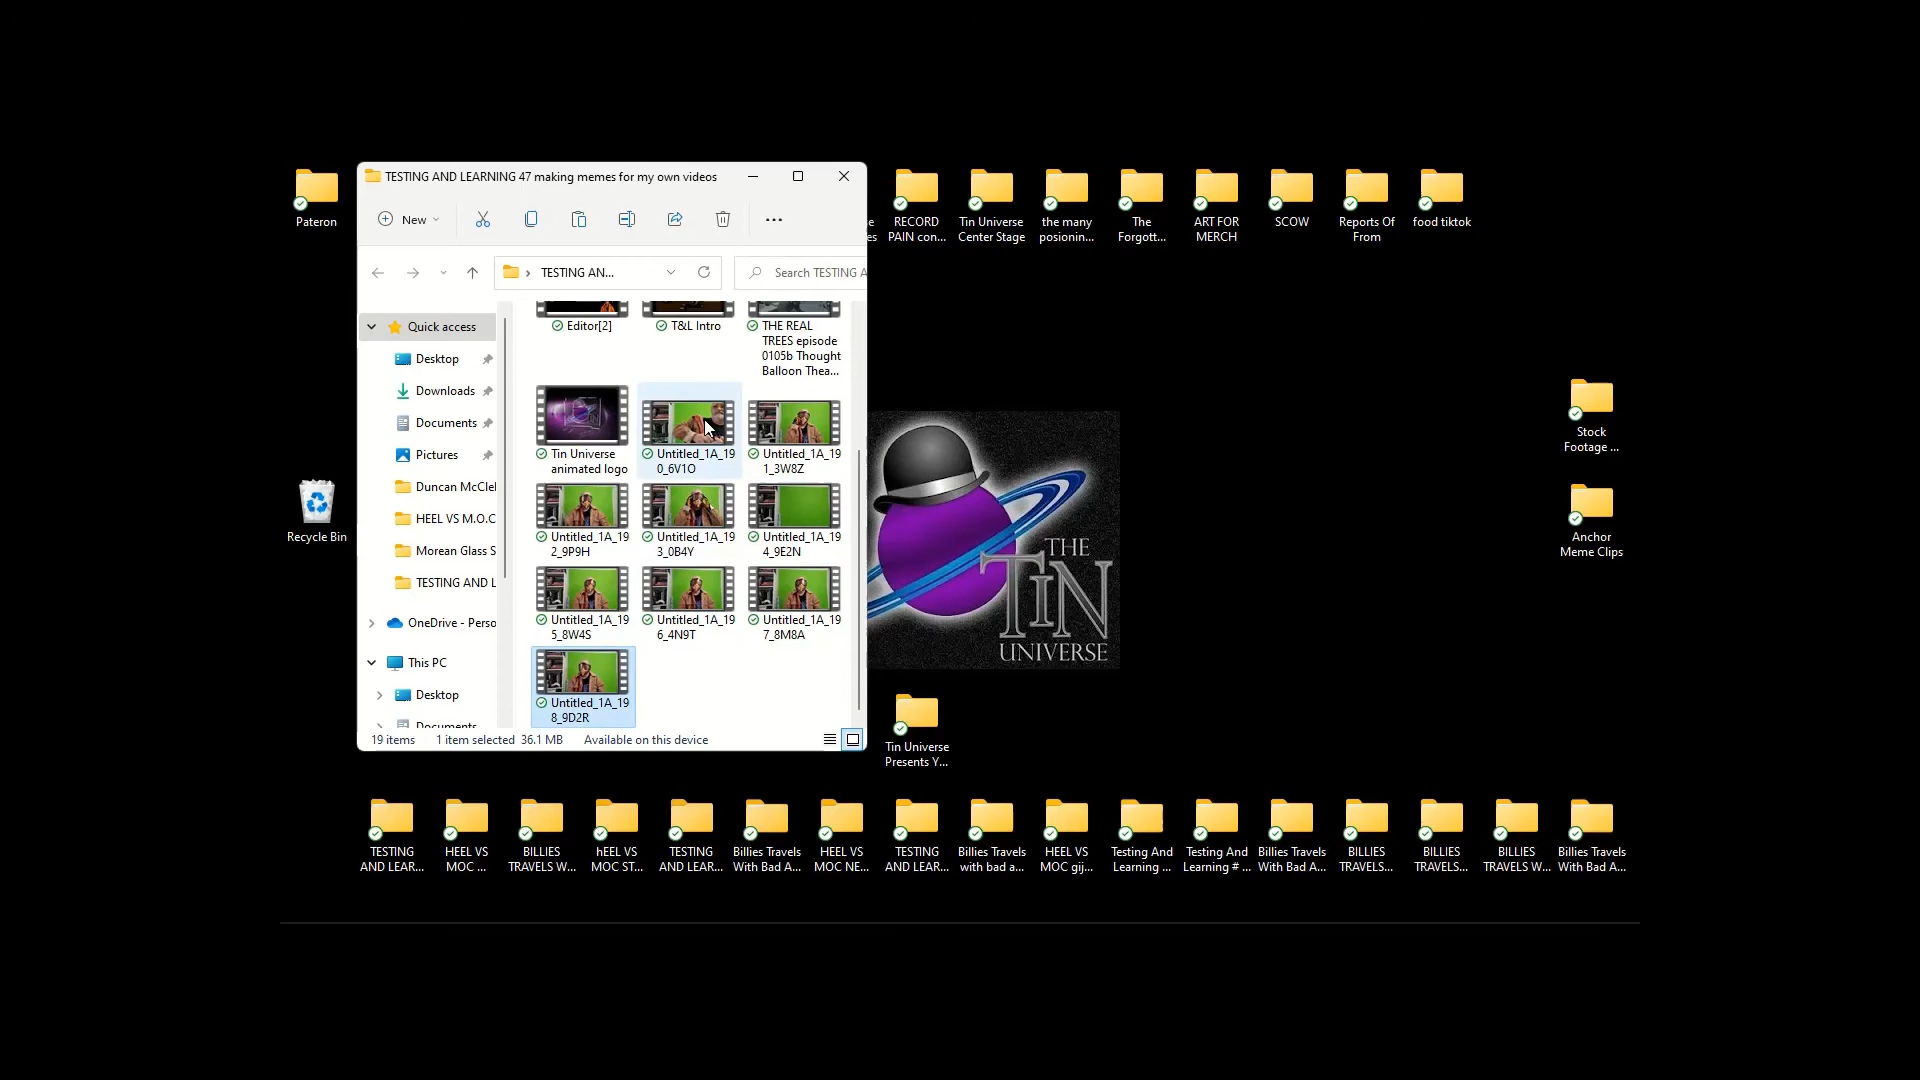 TESTING AND LEARNING 47 making memes for my own videos
New
TESTING AN...
Search TESTING A
Quick access
Desktop
Downloads
Documents
Pictures
Duncan McCle
HEEL VS M.O.C
Morean Glass S
TESTING AND L
OneDrive - Perso
This PC
Desktop
Documents
Editor[2]
T&L Intro
THE REAL
TREES episode
0105b Thought
Balloon Thea...
Tin Universe
animated logo
Untitled_1A_19
0_6V1O
Untitled_1A_19
1_3W8Z
Untitled_1A_19
2_9P9H
Untitled_1A_19
3_0B4Y
Untitled_1A_19
4_9E2N
Untitled_1A_19
5_8W4S
Untitled_1A_19
6_4N9T
Untitled_1A_19
7_8M8A
Untitled_1A_19
8_9D2R
19 items
1 item selected 36.1 MB
Available on this device
Pateron
Recycle Bin
RECORD
PAIN con...
Tin Universe
Center Stage
the many
posionin...
The
Forgott...
ART FOR
MERCH
SCOW
Reports Of
From
food tiktok
Stock
Footage ...
Anchor
Meme Clips
THE
TIN
UNIVERSE
Tin Universe
Presents Y...
TESTING
AND LEAR...
HEEL VS
MOC ...
BILLIES
TRAVELS W...
hEEL VS
MOC ST...
TESTING
AND LEAR...
Billies Travels
With Bad A...
HEEL VS
MOC NE...
TESTING
AND LEAR...
Billies Travels
with bad a...
HEEL VS
MOC gij...
Testing And
Learning ...
Testing And
Learning # ...
Billies Travels
With Bad A...
BILLIES
TRAVELS...
BILLIES
TRAVELS...
BILLIES
TRAVELS W...
Billies Travels
With Bad A...